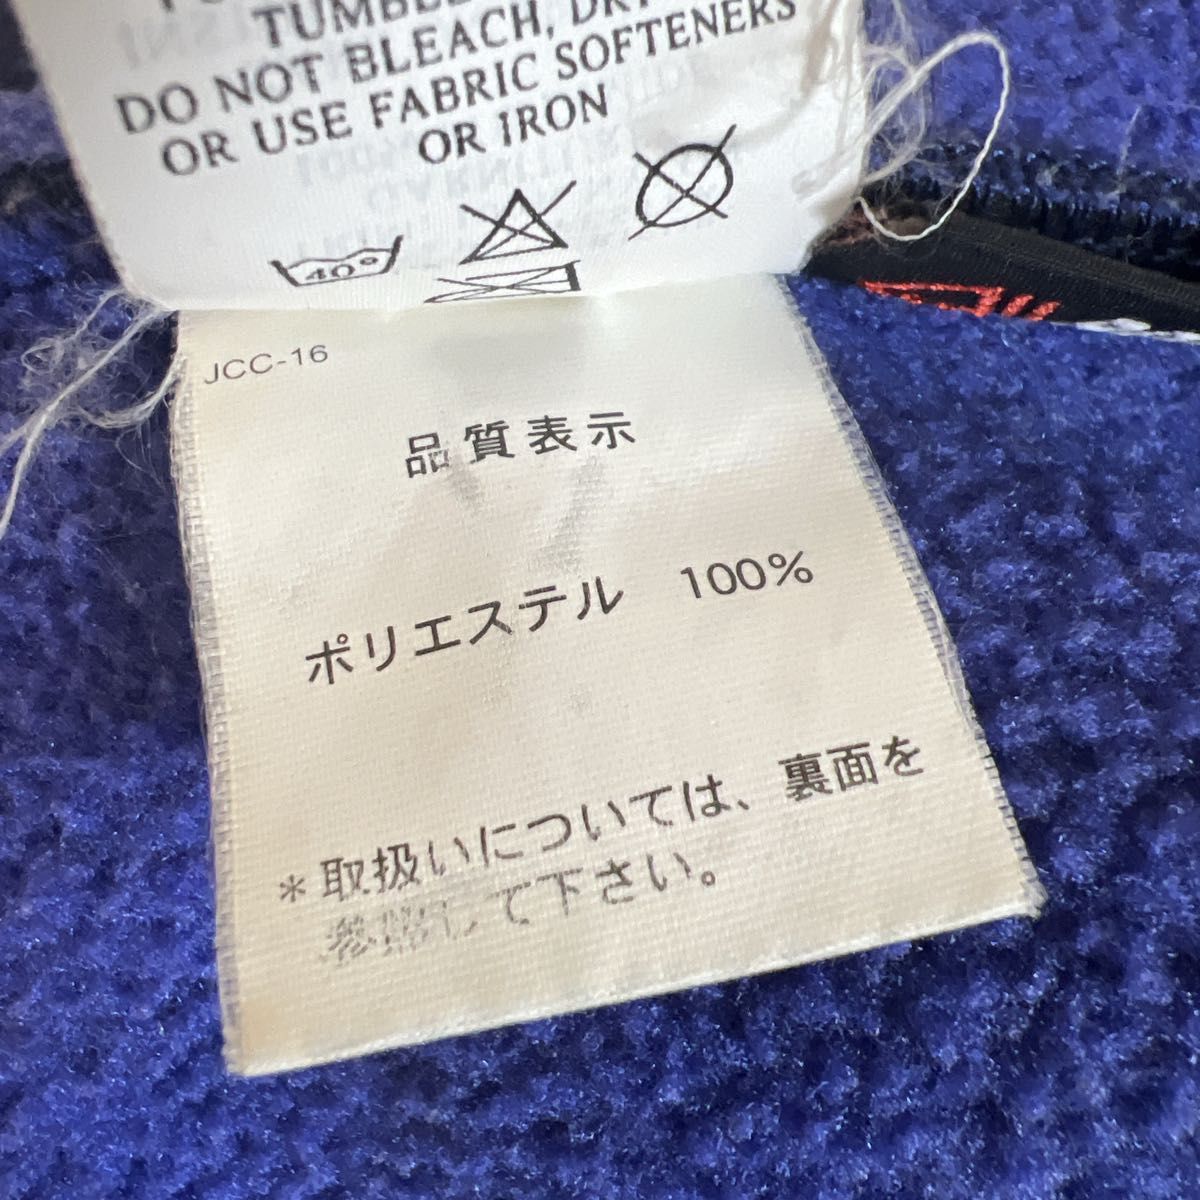 DO NOT BLEACH,
OR USE FABRIC SOFTENERS
OR IRON
40°
JCC-16
品質表示
ポリエステル 100%
*取扱いについては、裏面を
参照して下さい。